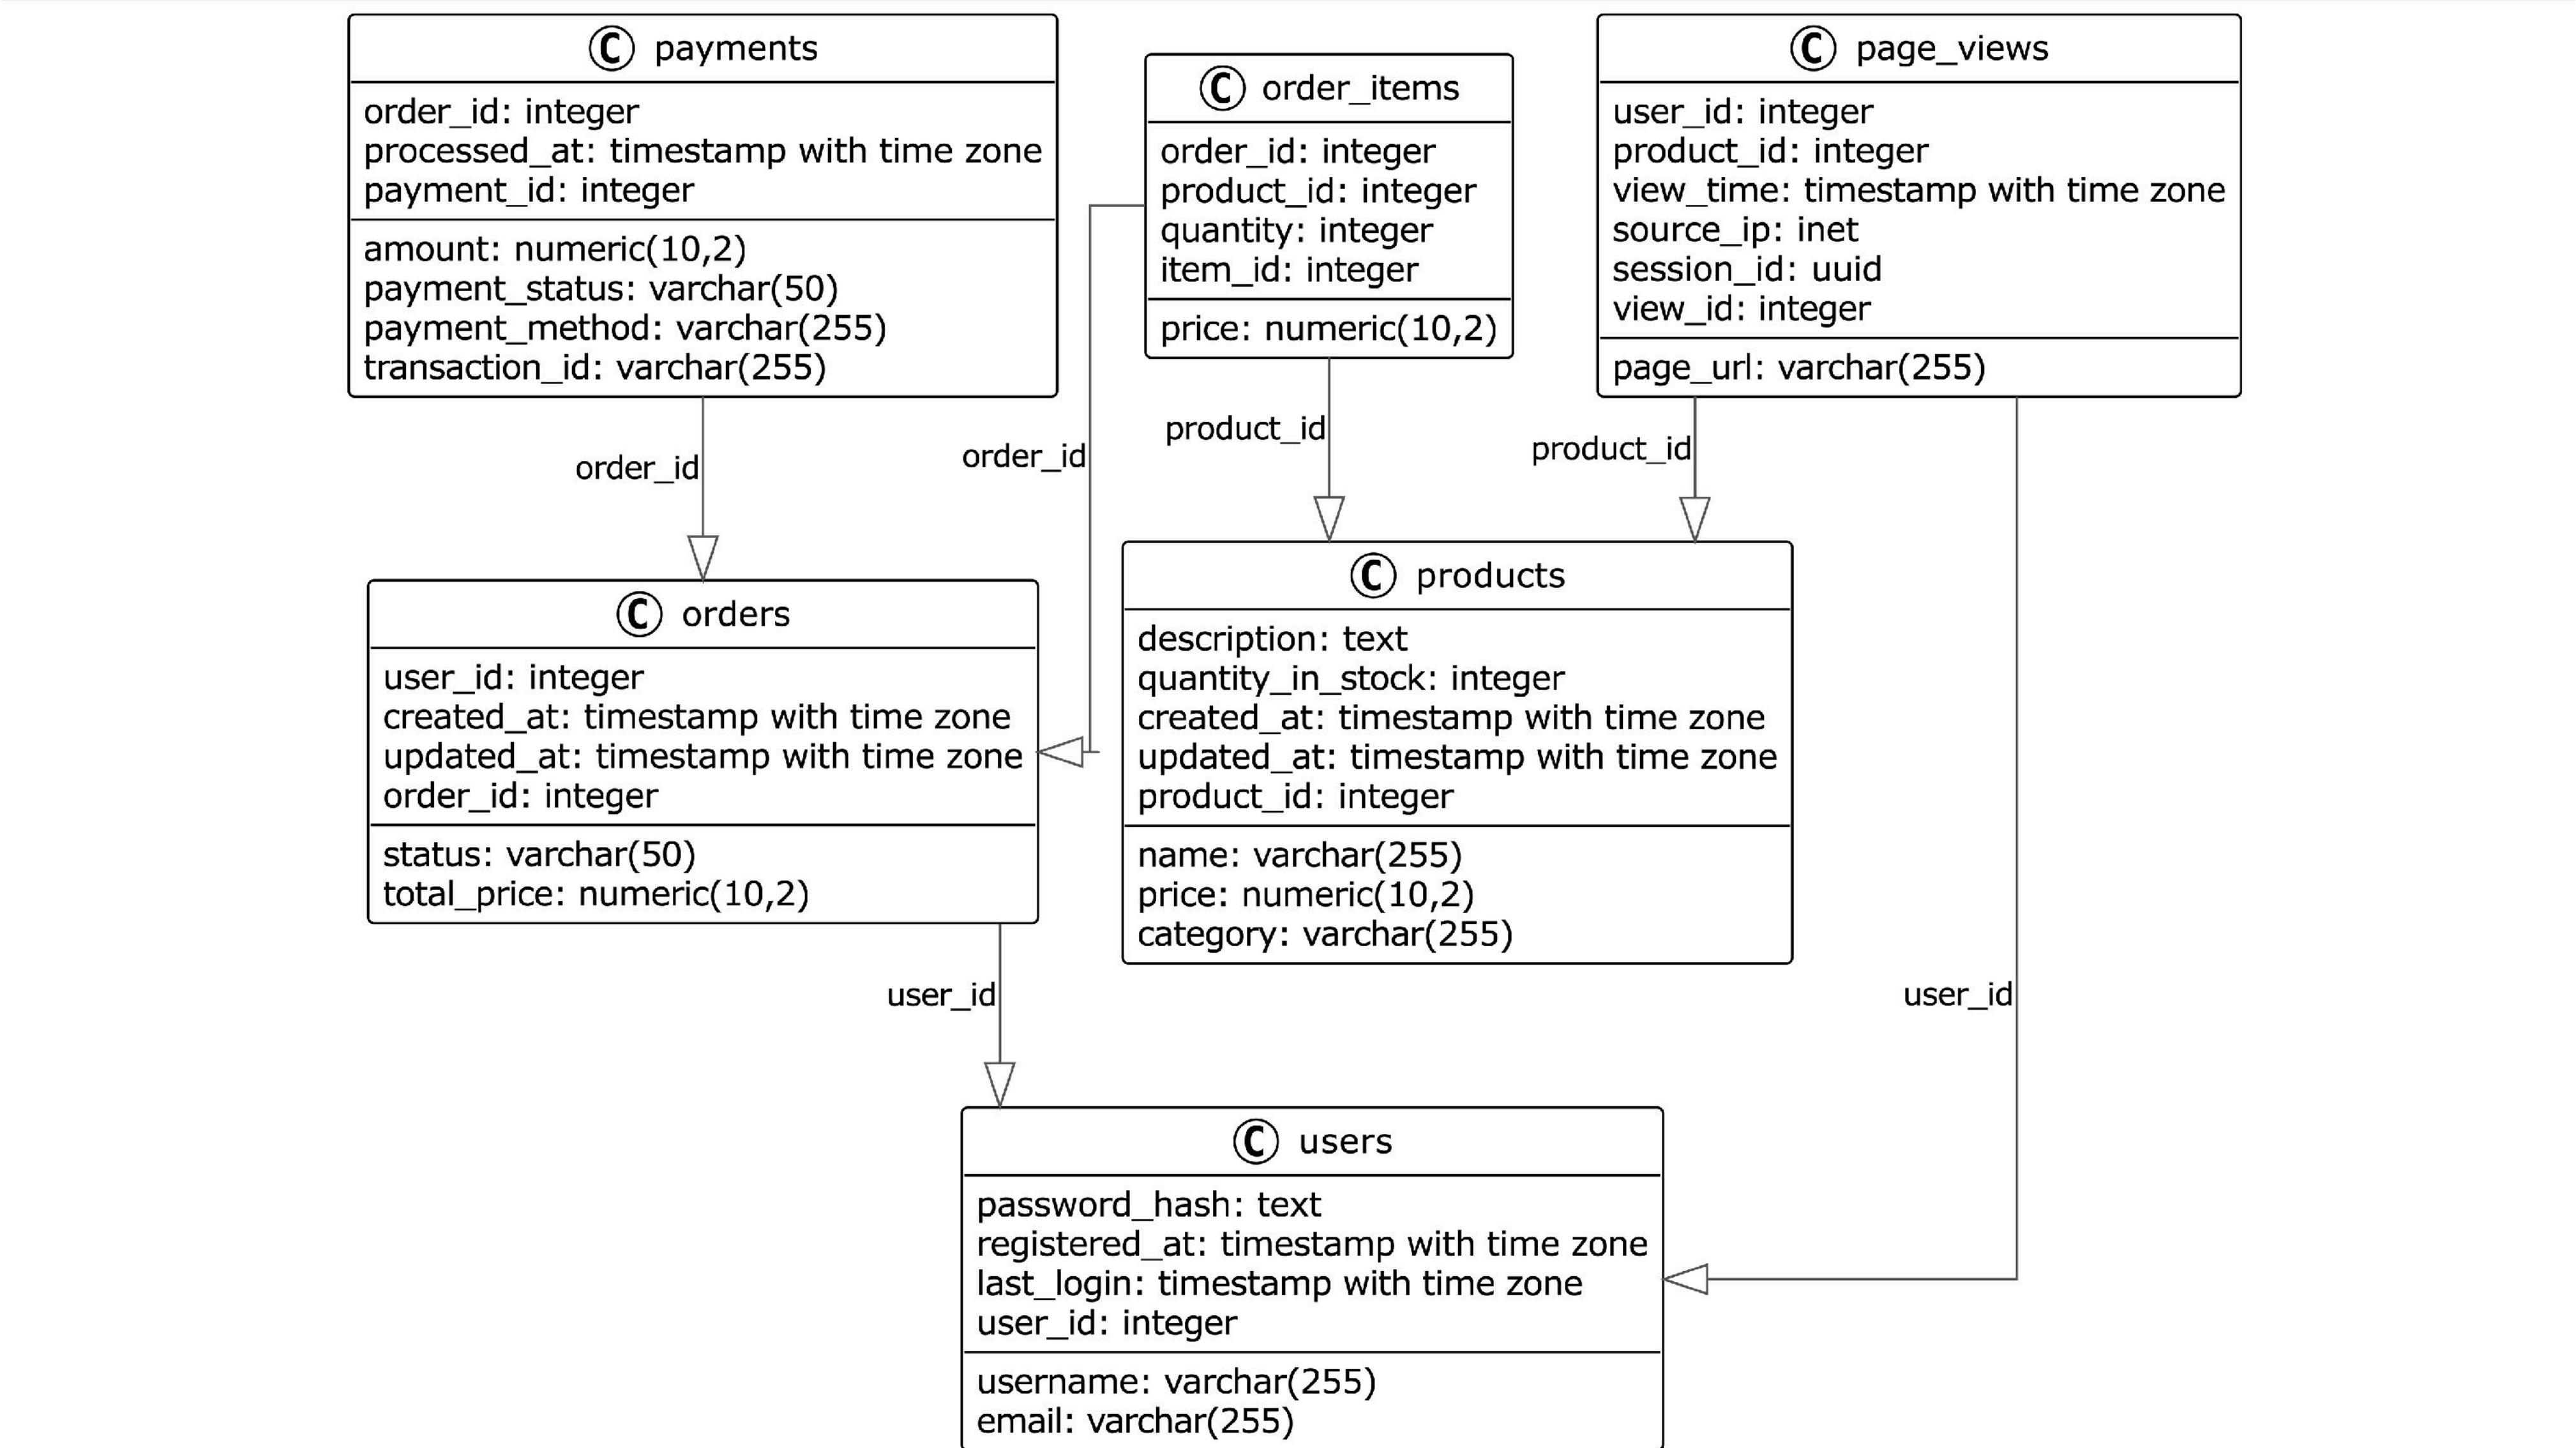 C payments
order_id: integer
processed_at: timestamp with time zone
payment_id: integer
amount: numeric(10,2)
payment_status: varchar(50)
payment_method: varchar(255)
transaction_id: varchar(255)
C order_items
order_id: integer
product_id: integer
quantity: integer
item_id: integer
price: numeric(10,2)
C page_views
user_id: integer
product_id: integer
view_time: timestamp with time zone
source_ip: inet
session_id: uuid
view_id: integer
page_url: varchar(255)
order_id
order_id
product_id
product_id
C orders
user_id: integer
created_at: timestamp with time zone
updated_at: timestamp with time zone
order_id: integer
status: varchar(50)
total_price: numeric(10,2)
C products
description: text
quantity_in_stock: integer
created_at: timestamp with time zone
updated_at: timestamp with time zone
product_id: integer
name: varchar(255)
price: numeric(10,2)
category: varchar(255)
user_id
user_id
C users
password_hash: text
registered_at: timestamp with time zone
last_login: timestamp with time zone
user_id: integer
username: varchar(255)
email: varchar(255)